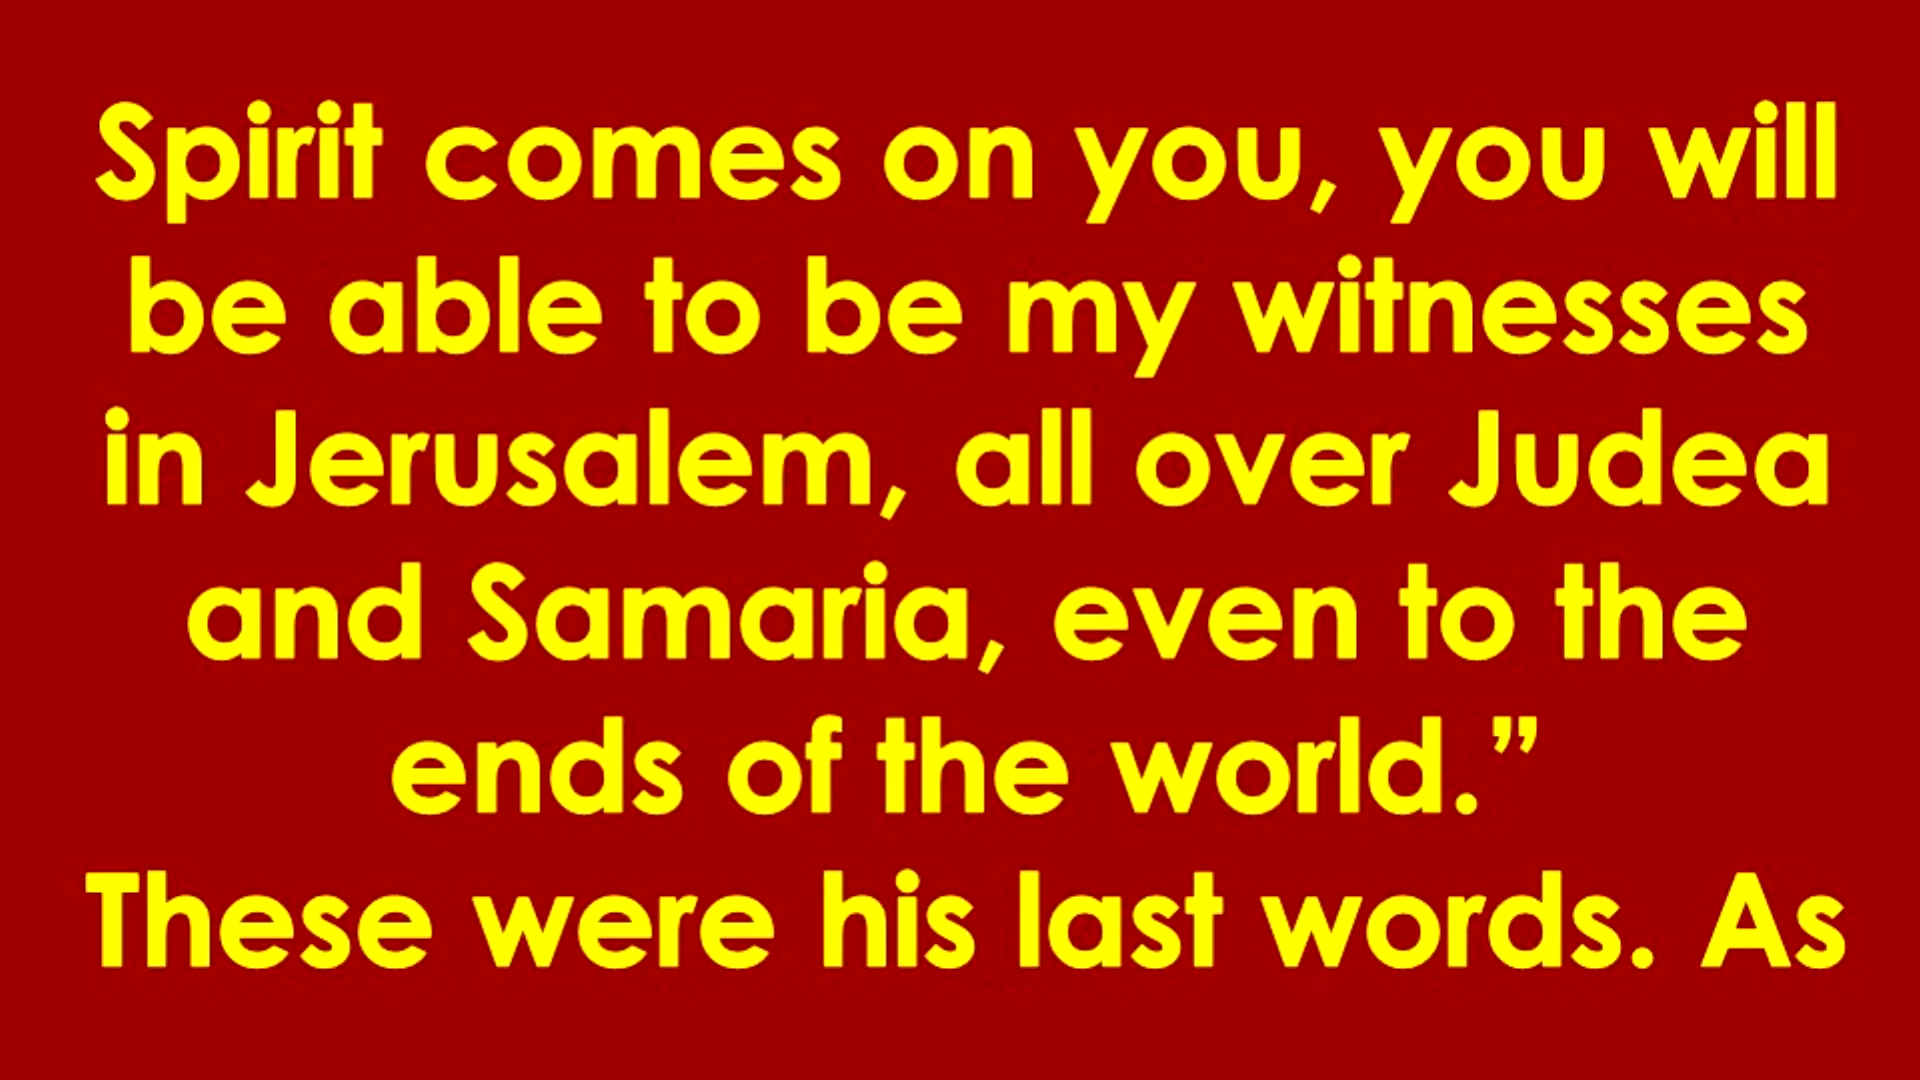 Spirit comes on you, you will
be able to be my witnesses
in Jerusalem, all over Judea
and Samaria, even to the
ends of the world.”
These were his last words. As